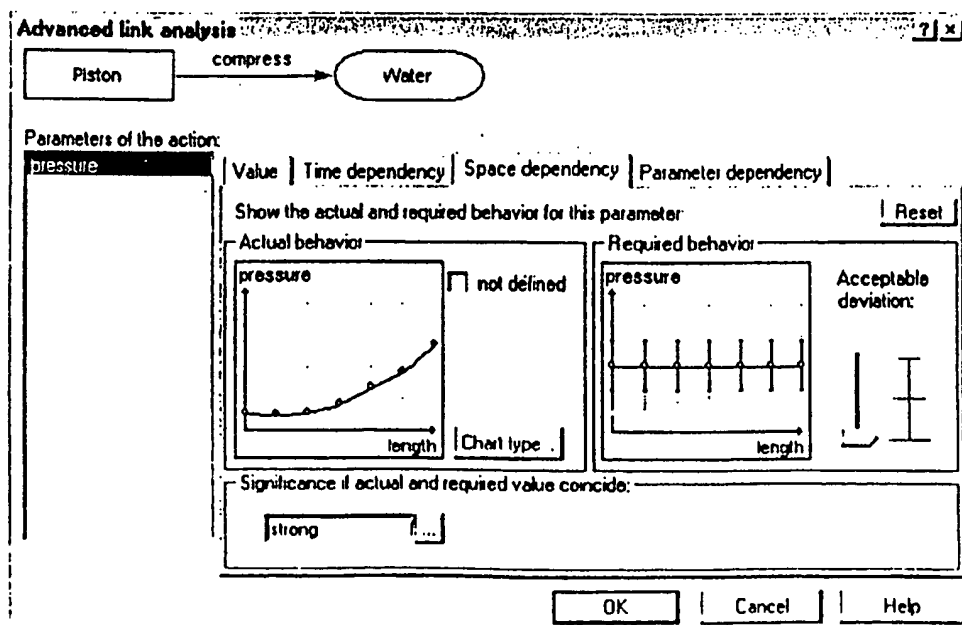 Advanced link analysis ? ×
compress
Piston
Water
Parameters of the action:
pressure
Value Time dependency Space dependency Parameter dependency
Show the actual and required behavior for this parameter
Reset
Actual behavior
pressure
not defined
length
Chart type .
Required behavior
pressure
Acceptable
deviation:
length
Significance if actual and required value coincide:
strong ...
OK Cancel Help